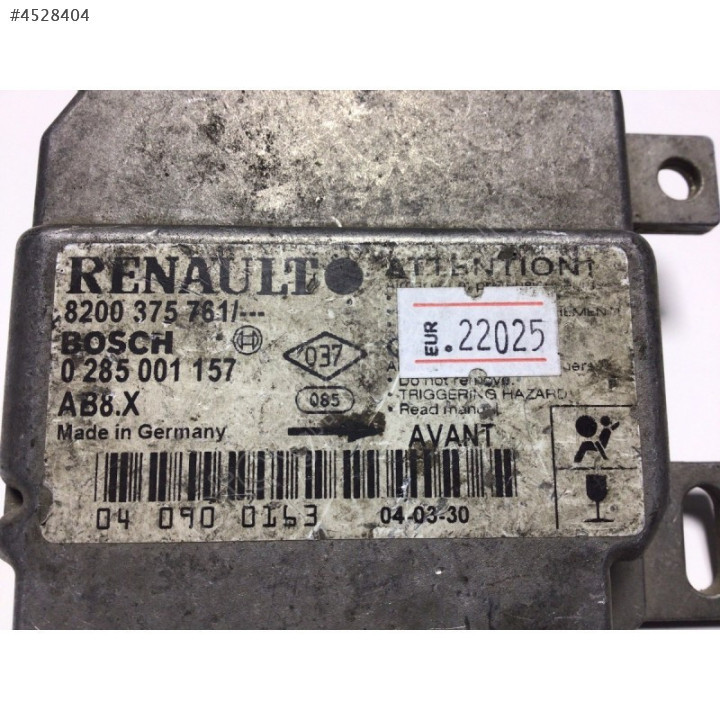 #4528404
RENAULT ATTENTION!
8200 375 761/---
EUR .22025
BOSCH
037
0 285 001 157
Do not remove.
AB8.X 085 TRIGGERING HAZARD
Read manual.
Made in Germany AVANT
04 090 0163 04-03-30